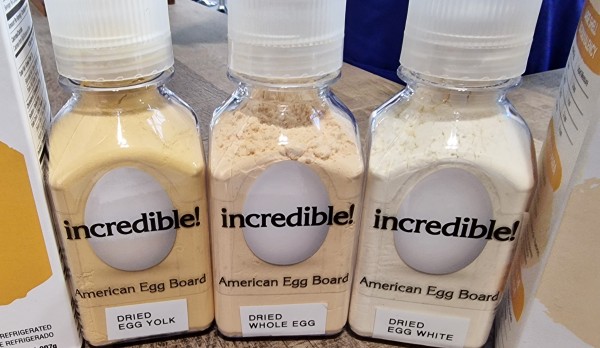 incredible!
American Egg Board
DRIED
EGG YOLK
incredible!
American Egg Board
DRIED
WHOLE EGG
incredible!
American Egg Board
DRIED
EGG WHITE
REFRIGERATED
REFRIGERADO